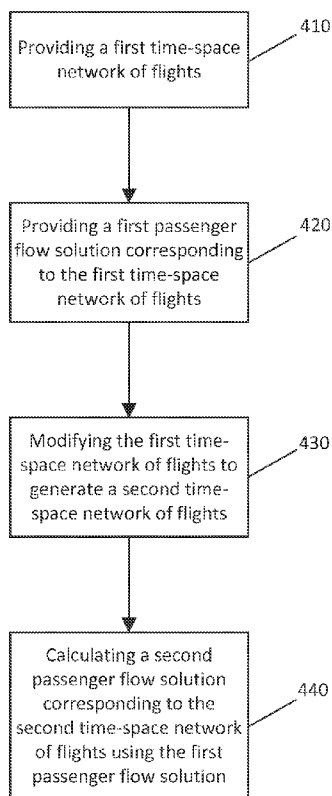 Providing a first time-space
network of flights
410
Providing a first passenger
flow solution corresponding
to the first time-space
network of flights
420
Modifying the first time-
space network of flights to
generate a second time-
space network of flights
430
Calculating a second
passenger flow solution
corresponding to the
second time-space network
of flights using the first
passenger flow solution
440